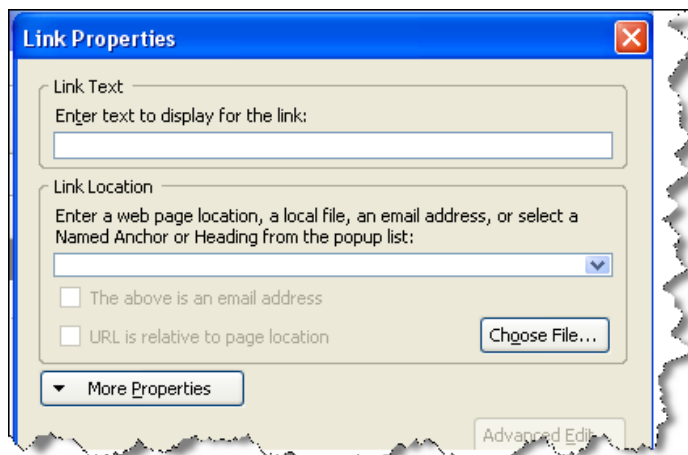 Link Properties
Link Text
Enter text to display for the link:
Link Location
Enter a web page location, a local file, an email address, or select a
Named Anchor or Heading from the popup list:
The above is an email address
URL is relative to page location
Choose File...
More Properties
Advanced Edit